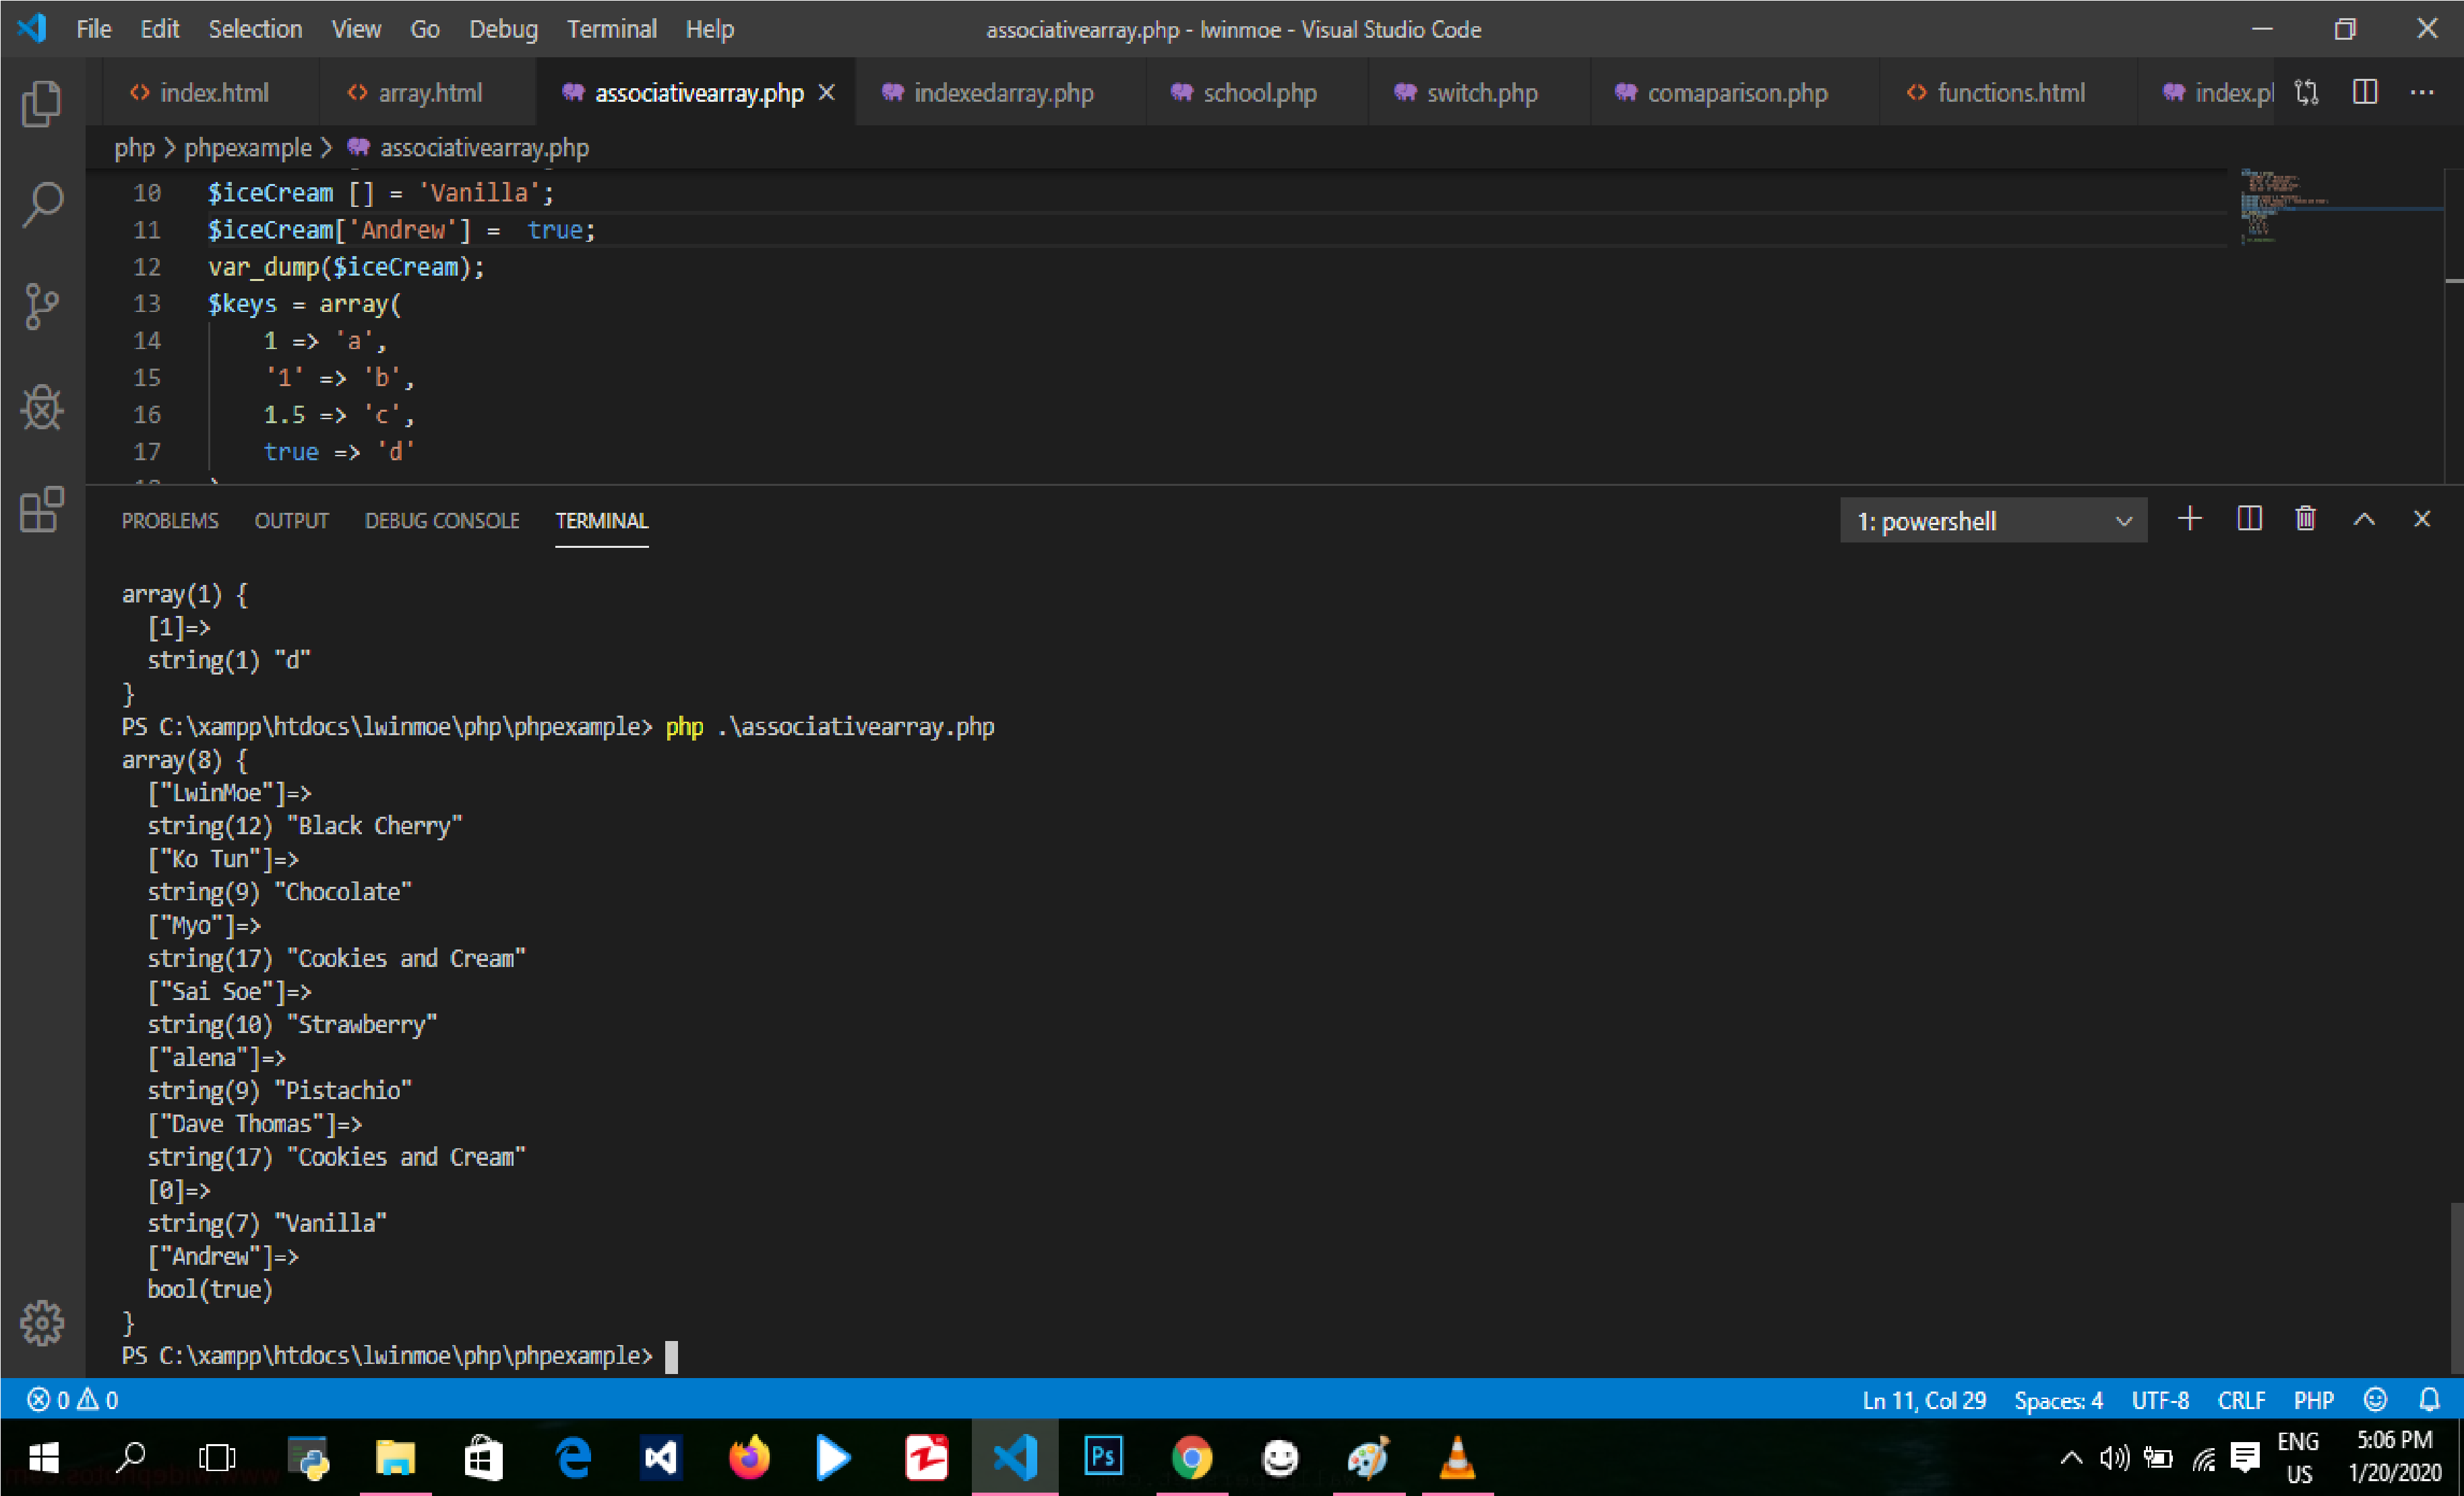 File Edit Selection View Go Debug Terminal Help associativearray.php - lwinmoe - Visual Studio Code
index.html array.html associativearray.php indexedarray.php school.php switch.php comaparison.php functions.html index.pl
php > phpexample > associativearray.php
10 $iceCream [] = 'Vanilla';
11 $iceCream['Andrew'] =  true;
12 var_dump($iceCream);
13 $keys = array(
14 1 => 'a',
15 '1' => 'b',
16 1.5 => 'c',
17 true => 'd'
PROBLEMS OUTPUT DEBUG CONSOLE TERMINAL 1: powershell
array(1) {
[1]=>
string(1) "d"
}
PS C:\xampp\htdocs\lwinmoe\php\phpexample> php .\associativearray.php
array(8) {
["LwinMoe"]=>
string(12) "Black Cherry"
["Ko Tun"]=>
string(9) "Chocolate"
["Myo"]=>
string(17) "Cookies and Cream"
["Sai Soe"]=>
string(10) "Strawberry"
["alena"]=>
string(9) "Pistachio"
["Dave Thomas"]=>
string(17) "Cookies and Cream"
[0]=>
string(7) "Vanilla"
["Andrew"]=>
bool(true)
}
PS C:\xampp\htdocs\lwinmoe\php\phpexample>
0 0 Ln 11, Col 29 Spaces: 4 UTF-8 CRLF PHP
Ps ENG 5:06 PM
US 1/20/2020